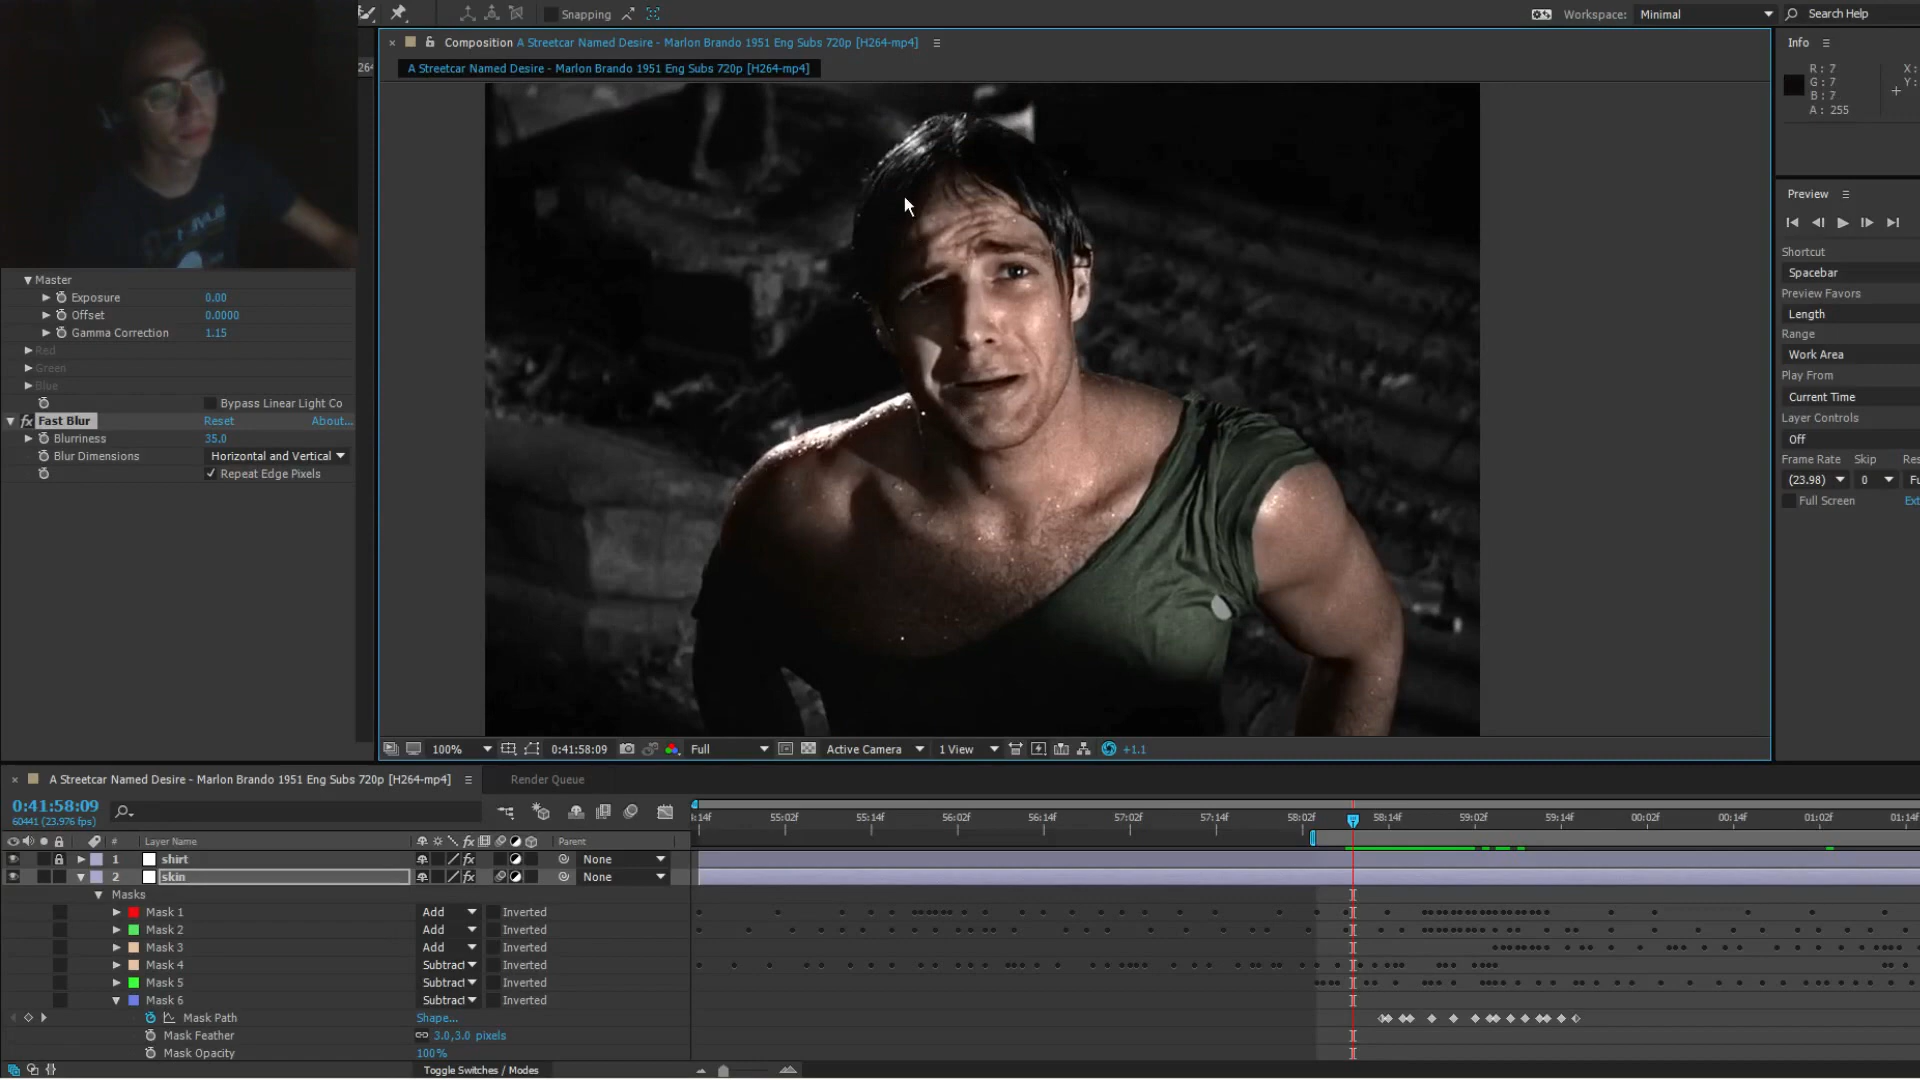 Snapping
Workspace: Minimal
Search Help
264
Composition A Streetcar Named Desire - Marlon Brando 1951 Eng Subs 720p [H264-mp4]
A Streetcar Named Desire - Marlon Brando 1951 Eng Subs 720p [H264-mp4]
Info
R: 7
G: 7
B: 7
A: 255
X:
Y:
Preview
Shortcut
Spacebar
Preview Favors
Length
Range
Work Area
Play From
Current Time
Layer Controls
Off
Frame Rate Skip Res
(23.98) 0 Fu
Full Screen Ext
Master
Exposure 0.00
Offset 0.0000
Gamma Correction 1.15
Red
Green
Blue
Bypass Linear Light Co
fx Fast Blur Reset About...
Blurriness 35.0
Blur Dimensions Horizontal and Vertical
Repeat Edge Pixels
100% 0:41:58:09 Full Active Camera 1 View +1.1
A Streetcar Named Desire - Marlon Brando 1951 Eng Subs 720p [H264-mp4] Render Queue
0:41:58:09
60441 (23.976 fps)
:14f 55:02f 55:14f 56:02f 56:14f 57:02f 57:14f 58:02f 58:14f 59:02f 59:14f 00:02f 00:14f 01:02f 01:14f
# Layer Name fx Parent
1 shirt fx None
2 skin fx None
Masks
Mask 1 Add Inverted
Mask 2 Add Inverted
Mask 3 Add Inverted
Mask 4 Subtract Inverted
Mask 5 Subtract Inverted
Mask 6 Subtract Inverted
Mask Path Shape...
Mask Feather 3.0,3.0 pixels
Mask Opacity 100%
Toggle Switches / Modes